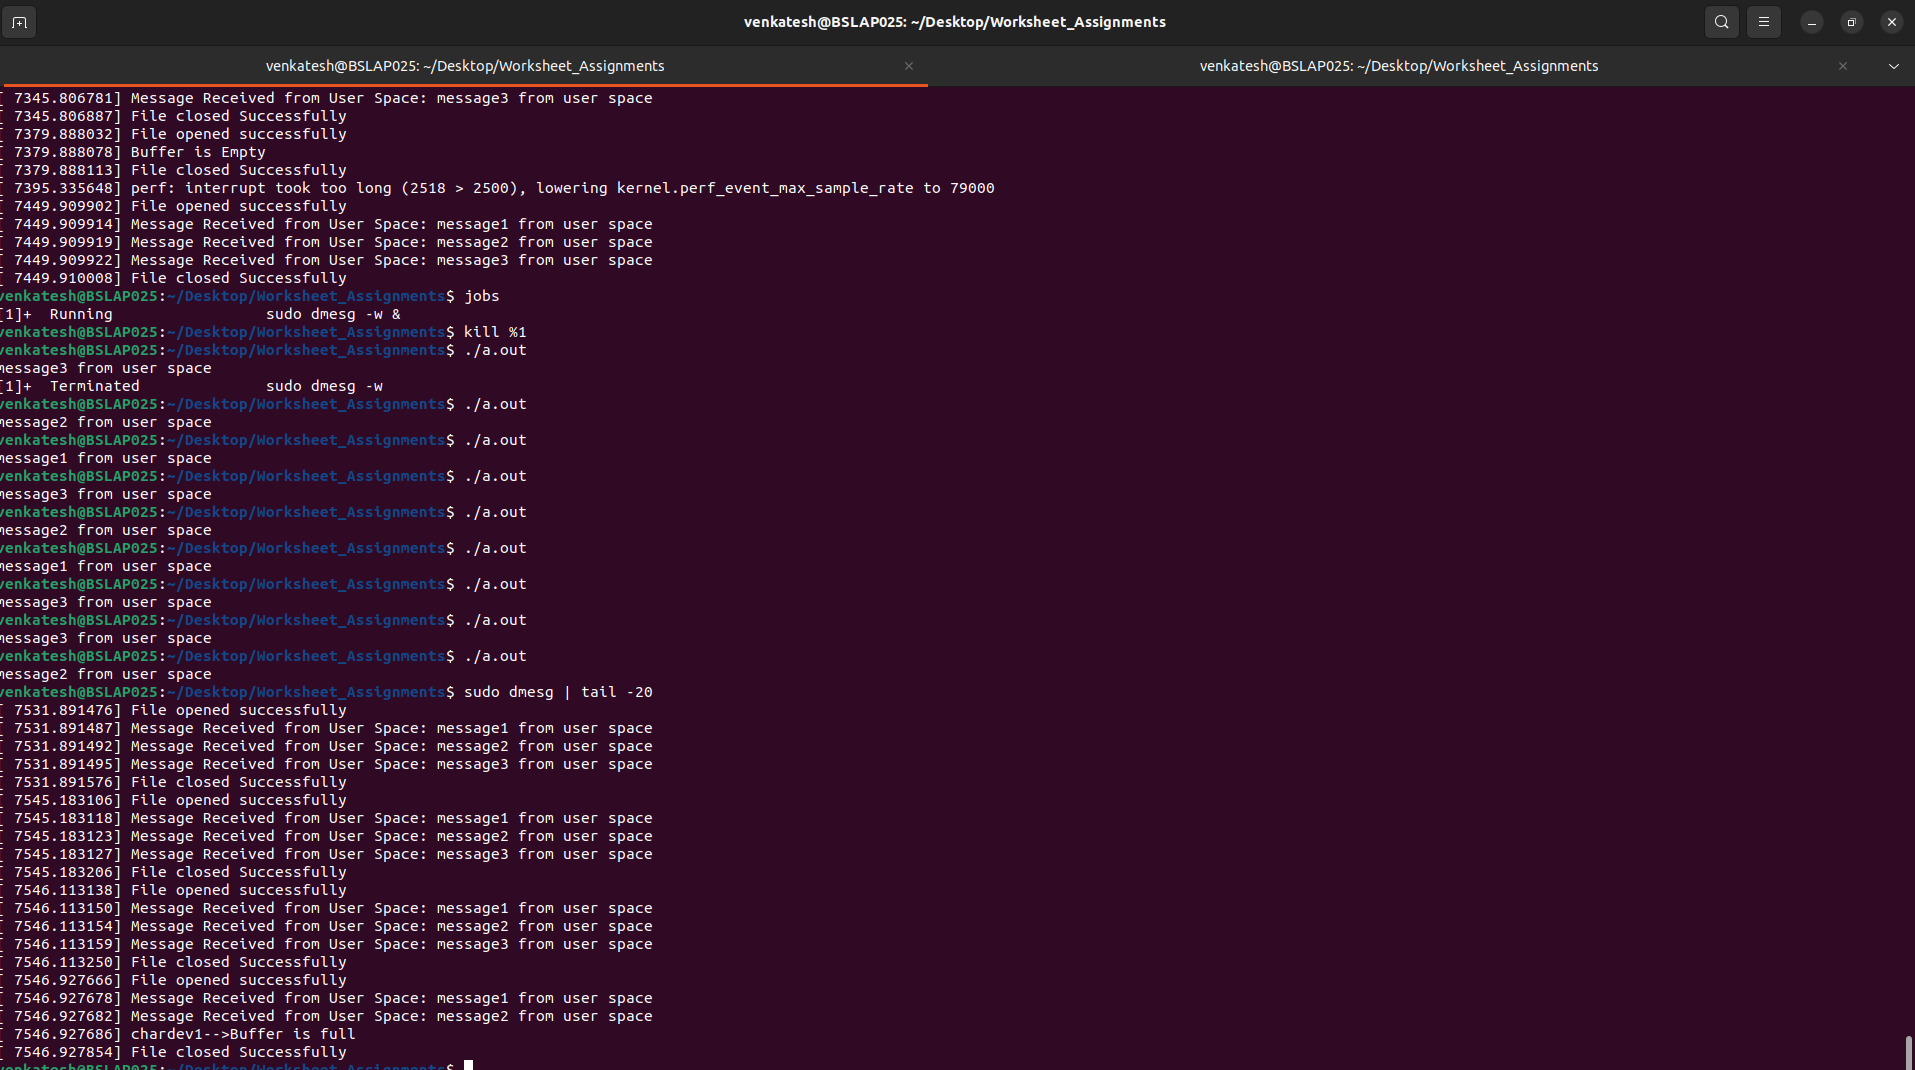 venkatesh@BSLAP025: ~/Desktop/Worksheet_Assignments
venkatesh@BSLAP025: ~/Desktop/Worksheet_Assignments
venkatesh@BSLAP025: ~/Desktop/Worksheet_Assignments
[ 7345.806781] Message Received from User Space: message3 from user space
[ 7345.806887] File closed Successfully
[ 7379.888032] File opened successfully
[ 7379.888078] Buffer is Empty
[ 7379.888113] File closed Successfully
[ 7395.335648] perf: interrupt took too long (2518 > 2500), lowering kernel.perf_event_max_sample_rate to 79000
[ 7449.909902] File opened successfully
[ 7449.909914] Message Received from User Space: message1 from user space
[ 7449.909919] Message Received from User Space: message2 from user space
[ 7449.909922] Message Received from User Space: message3 from user space
[ 7449.910008] File closed Successfully
venkatesh@BSLAP025:~/Desktop/Worksheet_Assignments$ jobs
[1]+  Running                 sudo dmesg -w &
venkatesh@BSLAP025:~/Desktop/Worksheet_Assignments$ kill %1
venkatesh@BSLAP025:~/Desktop/Worksheet_Assignments$ ./a.out
message3 from user space
[1]+  Terminated              sudo dmesg -w
venkatesh@BSLAP025:~/Desktop/Worksheet_Assignments$ ./a.out
message2 from user space
venkatesh@BSLAP025:~/Desktop/Worksheet_Assignments$ ./a.out
message1 from user space
venkatesh@BSLAP025:~/Desktop/Worksheet_Assignments$ ./a.out
message3 from user space
venkatesh@BSLAP025:~/Desktop/Worksheet_Assignments$ ./a.out
message2 from user space
venkatesh@BSLAP025:~/Desktop/Worksheet_Assignments$ ./a.out
message1 from user space
venkatesh@BSLAP025:~/Desktop/Worksheet_Assignments$ ./a.out
message3 from user space
venkatesh@BSLAP025:~/Desktop/Worksheet_Assignments$ ./a.out
message3 from user space
venkatesh@BSLAP025:~/Desktop/Worksheet_Assignments$ ./a.out
message2 from user space
venkatesh@BSLAP025:~/Desktop/Worksheet_Assignments$ sudo dmesg | tail -20
[ 7531.891476] File opened successfully
[ 7531.891487] Message Received from User Space: message1 from user space
[ 7531.891492] Message Received from User Space: message2 from user space
[ 7531.891495] Message Received from User Space: message3 from user space
[ 7531.891576] File closed Successfully
[ 7545.183106] File opened successfully
[ 7545.183118] Message Received from User Space: message1 from user space
[ 7545.183123] Message Received from User Space: message2 from user space
[ 7545.183127] Message Received from User Space: message3 from user space
[ 7545.183206] File closed Successfully
[ 7546.113138] File opened successfully
[ 7546.113150] Message Received from User Space: message1 from user space
[ 7546.113154] Message Received from User Space: message2 from user space
[ 7546.113159] Message Received from User Space: message3 from user space
[ 7546.113250] File closed Successfully
[ 7546.927666] File opened successfully
[ 7546.927678] Message Received from User Space: message1 from user space
[ 7546.927682] Message Received from User Space: message2 from user space
[ 7546.927686] chardev1-->Buffer is full
[ 7546.927854] File closed Successfully
venkatesh@BSLAP025:~/Desktop/Worksheet_Assignments$